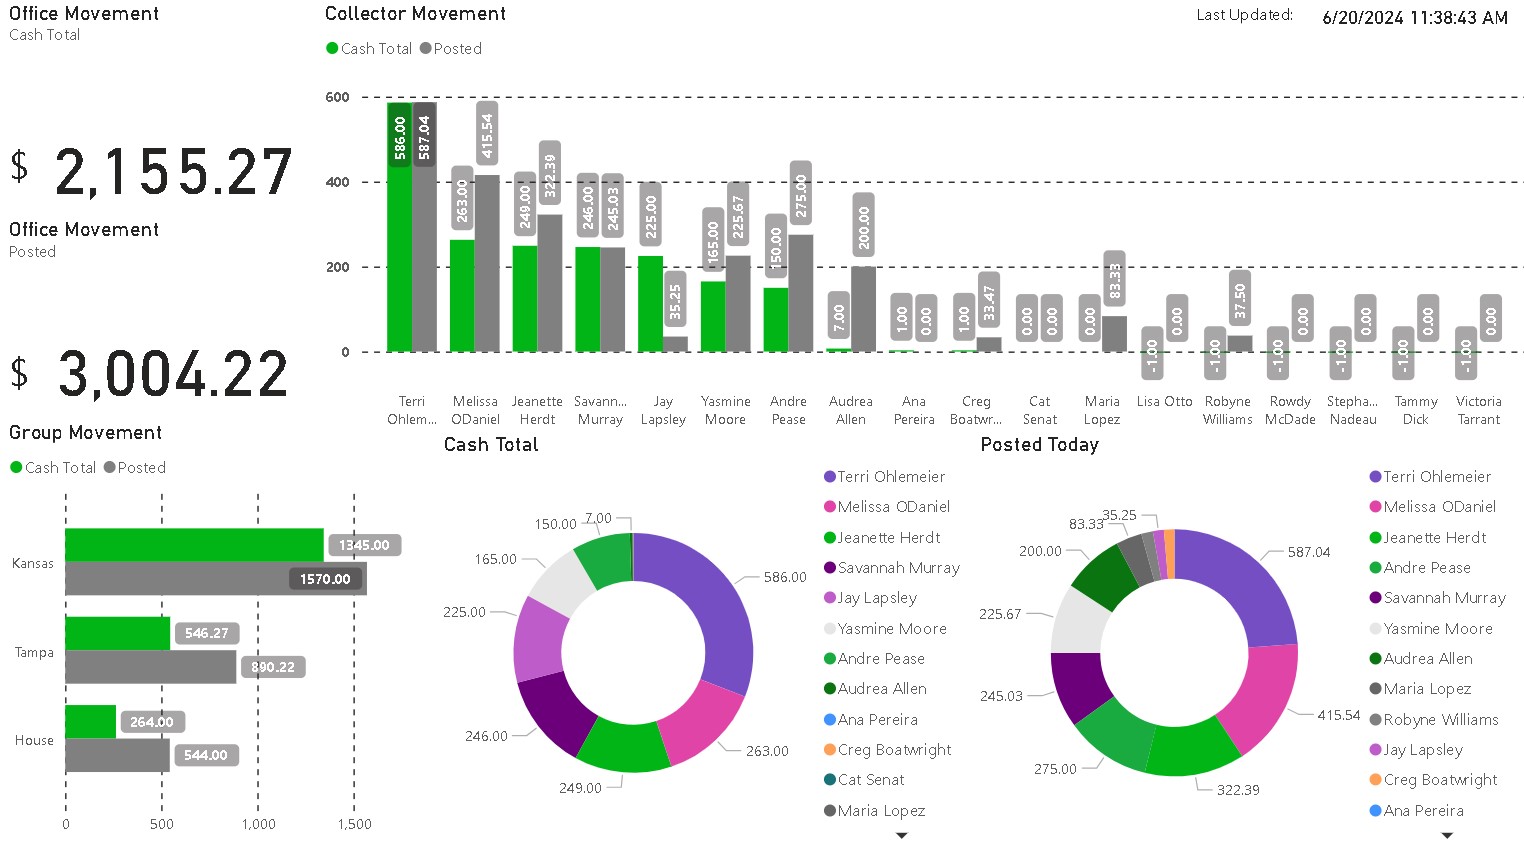 Office Movement
Cash Total
$ 2,155.27
Office Movement
Posted
$ 3,004.22
Collector Movement
Cash Total Posted
Last Updated: 6/20/2024 11:38:43 AM
600
400
200
0
586.00 587.04
263.00 415.54
249.00 322.39
246.00 245.03
225.00 35.25
165.00 225.67
150.00 275.00
7.00 200.00
1.00 0.00
1.00 33.47
0.00 0.00
0.00 83.33
-1.00 0.00
-1.00 37.50
-1.00 0.00
-1.00 0.00
-1.00 0.00
-1.00 0.00
Terri Ohlem...
Melissa ODaniel
Jeanette Herdt
Savann... Murray
Jay Lapsley
Yasmine Moore
Andre Pease
Audrea Allen
Ana Pereira
Creg Boatwr...
Cat Senat
Maria Lopez
Lisa Otto
Robyne Williams
Rowdy McDade
Stepha... Nadeau
Tammy Dick
Victoria Tarrant
Group Movement
Cash Total Posted
Kansas
1345.00
1570.00
Tampa
546.27
890.22
House
264.00
544.00
0 500 1,000 1,500
Cash Total
586.00
263.00
249.00
246.00
225.00
165.00
150.00
7.00
Terri Ohlemeier
Melissa ODaniel
Jeanette Herdt
Savannah Murray
Jay Lapsley
Yasmine Moore
Andre Pease
Audrea Allen
Ana Pereira
Creg Boatwright
Cat Senat
Maria Lopez
Posted Today
587.04
415.54
322.39
275.00
245.03
225.67
200.00
83.33
35.25
Terri Ohlemeier
Melissa ODaniel
Jeanette Herdt
Andre Pease
Savannah Murray
Yasmine Moore
Audrea Allen
Maria Lopez
Robyne Williams
Jay Lapsley
Creg Boatwright
Ana Pereira